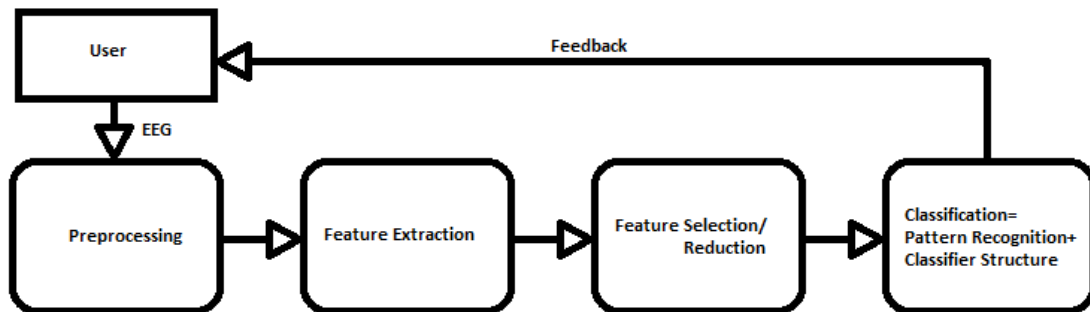 User
Feedback
EEG
Preprocessing
Feature Extraction
Feature Selection/
Reduction
Classification=
Pattern Recognition+
Classifier Structure